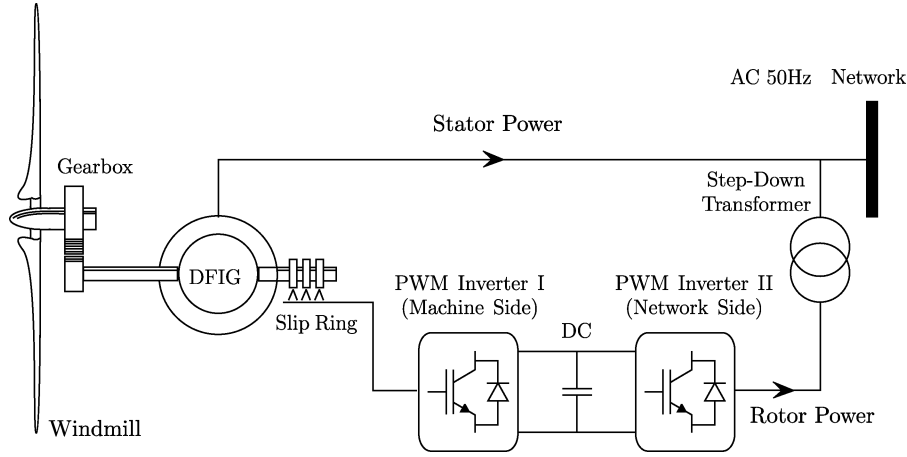 AC 50Hz Network
Stator Power
Gearbox
Step-Down
Transformer
DFIG
PWM Inverter I
(Machine Side)
PWM Inverter II
(Network Side)
Slip Ring
DC
Rotor Power
Windmill